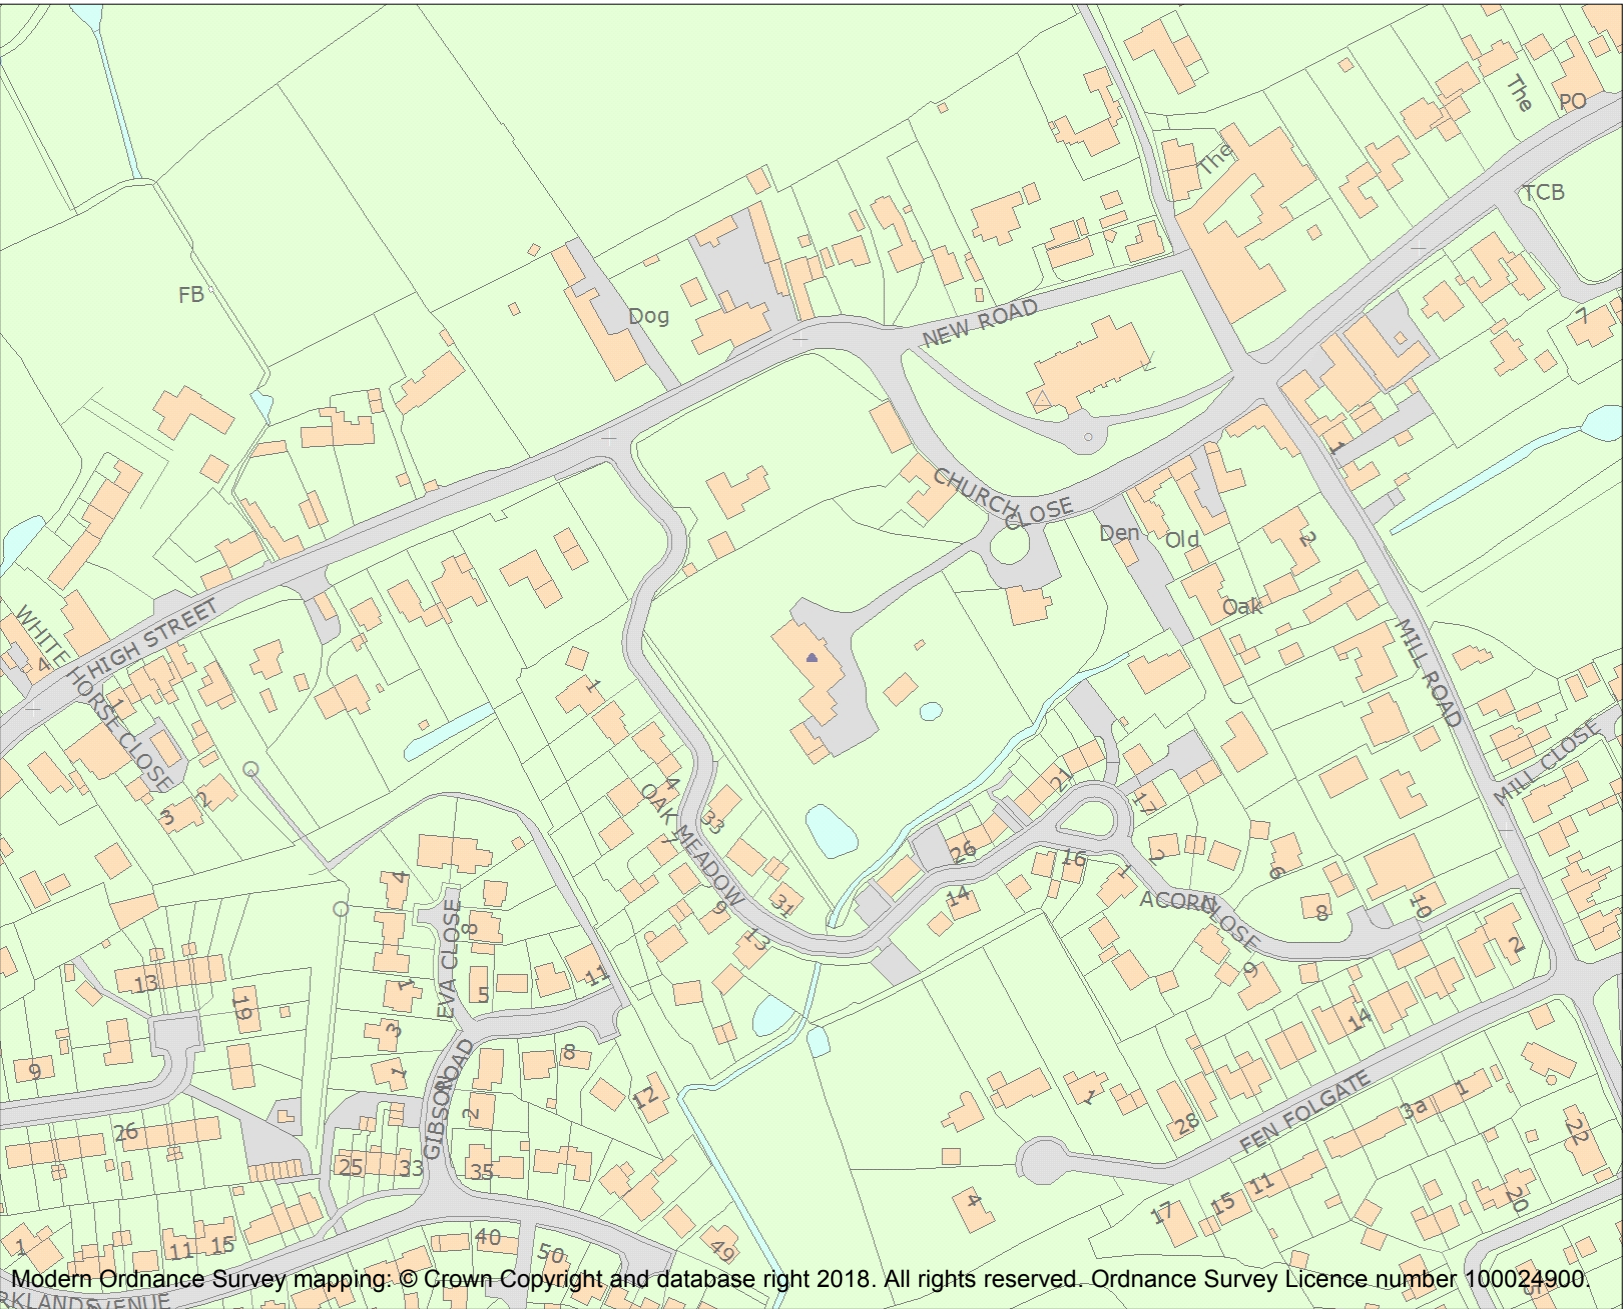 The
PO
The
TCB
FB
Dog
NEW ROAD
7
1
CHURCH
CLOSE
Den
Old
2
Oak
HIGH STREET
WHITE HORSE CLOSE
4
1
MILL ROAD
1
MILL CLOSE
4
21
2
3
OAK MEADOW
33
17
7
26
16
2
1
6
4
14
31
9
ACORN
CLOSE
8
10
8
13
EVA CLOSE
2
9
11
13
5
1
19
14
3
8
9
1
12
1
1
3a
GIBSON
ROAD
2
28
FEN FOLGATE
26
22
25
33
35
11
4
15
17
20
1
11
15
40
50
49
Modern Ordnance Survey mapping: © Crown Copyright and database right 2018. All rights reserved. Ordnance Survey Licence number 100024900.